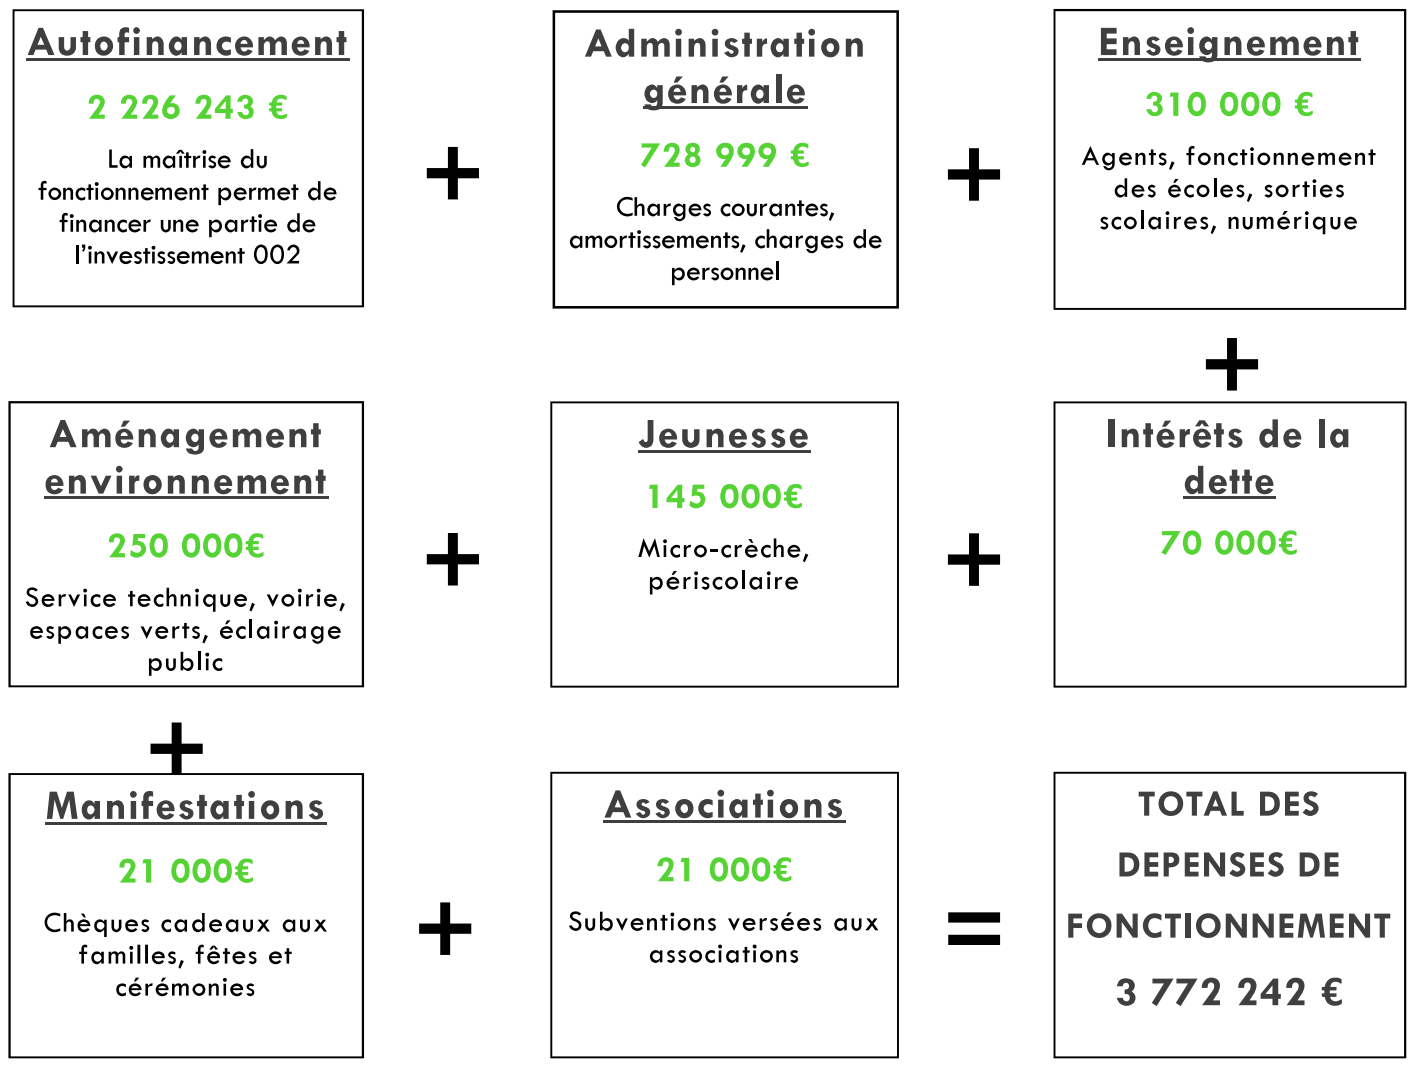 Autofinancement
2 226 243 €
La maîtrise du
fonctionnement permet de
financer une partie de
l'investissement 002
+
Administration
générale
728 999 €
Charges courantes,
amortissements, charges de
personnel
+
Enseignement
310 000 €
Agents, fonctionnement
des écoles, sorties
scolaires, numérique
+
Aménagement
environnement
250 000€
Service technique, voirie,
espaces verts, éclairage
public
+
Jeunesse
145 000€
Micro-crèche,
périscolaire
+
Intérêts de la
dette
70 000€
+
Manifestations
21 000€
Chèques cadeaux aux
familles, fêtes et
cérémonies
+
Associations
21 000€
Subventions versées aux
associations
=
TOTAL DES
DEPENSES DE
FONCTIONNEMENT
3 772 242 €